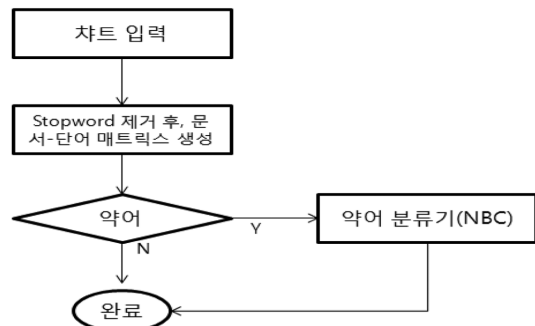 챠트 입력
Stopword 제거 후, 문
서-단어 매트릭스 생성
약어
Y
약어 분류기(NBC)
N
완료